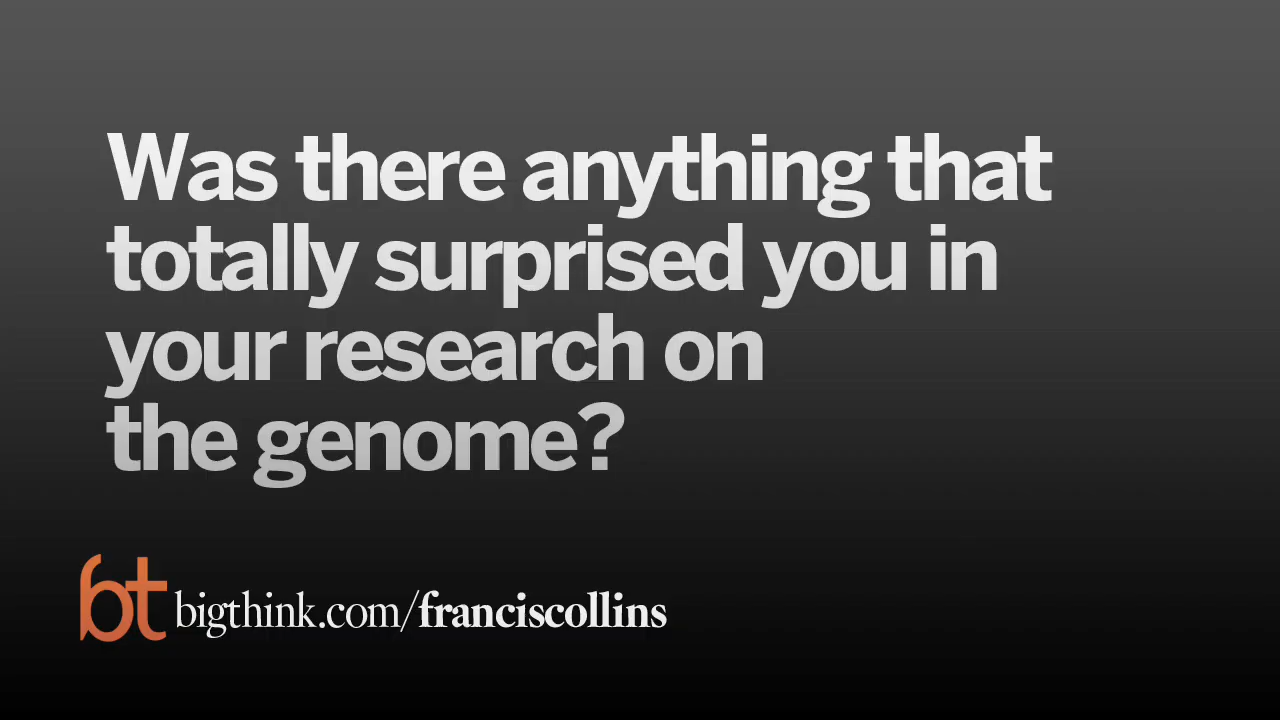 Was there anything that
totally surprised you in
your research on
the genome?
bt bigthink.com/franciscollins